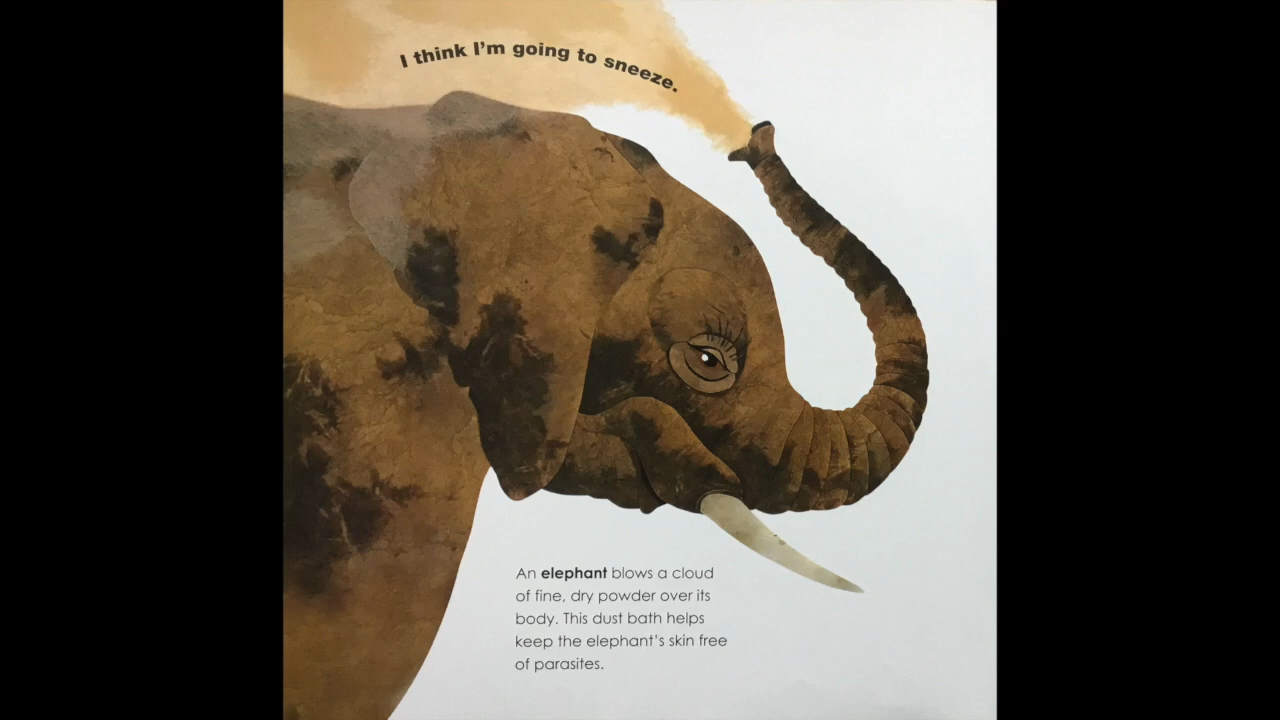 I think I'm going to sneeze.
An elephant blows a cloud
of fine, dry powder over its
body. This dust bath helps
keep the elephant's skin free
of parasites.